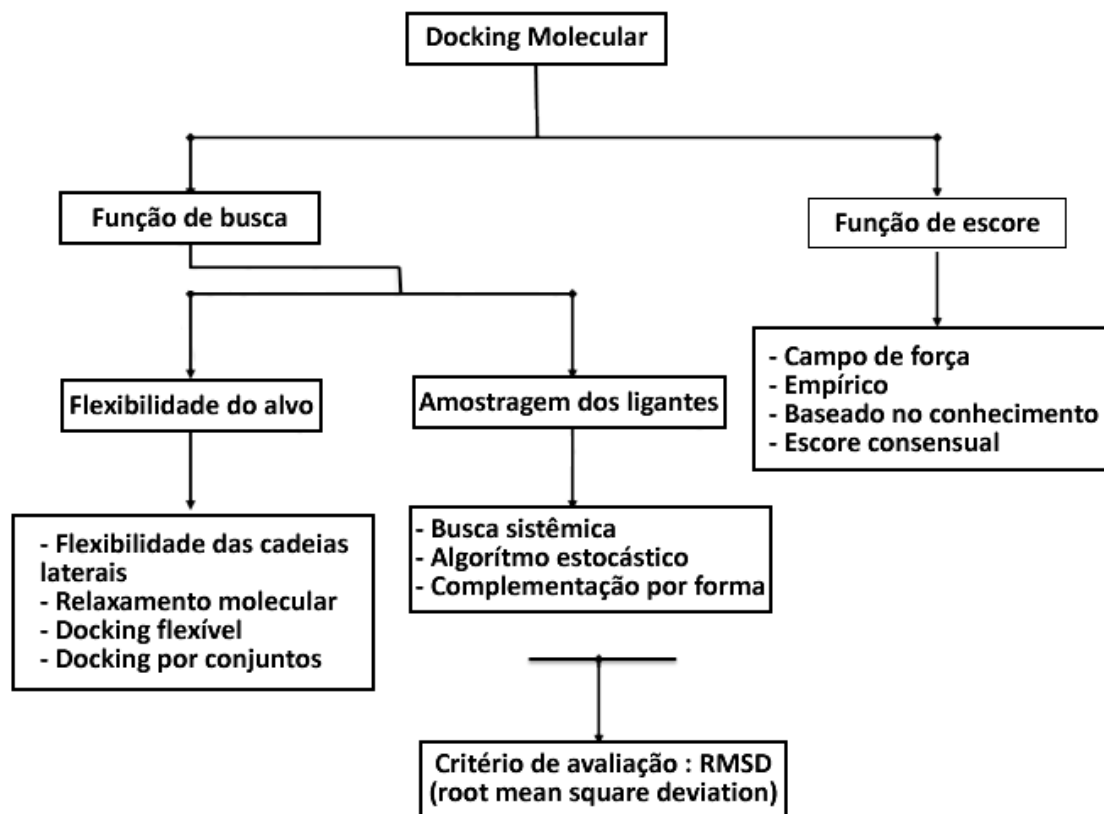 Docking Molecular
Função de busca
Função de escore
Flexibilidade do alvo
Amostragem dos ligantes
- Campo de força
- Empírico
- Baseado no conhecimento
- Escore consensual
- Flexibilidade das cadeias
laterais
- Relaxamento molecular
- Docking flexível
- Docking por conjuntos
- Busca sistêmica
- Algorítmo estocástico
- Complementação por forma
Critério de avaliação : RMSD
(root mean square deviation)